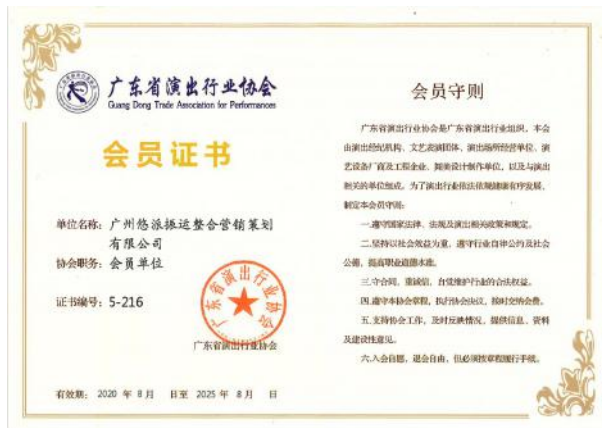 广东省演出行业协会
Guang Dong Trade Association for Performances
会员证书
单位名称：广州悠派振远整合营销策划
有限公司
协会职务：会员单位
证书编号：5-216
广东省演出行业协会
广东省演出行业协会
有效期： 2020 年 8 月 日至 2025 年 8 月 日
会员守则
广东省演出行业协会是广东省演出行业组织，本会
由演出经纪机构、文艺表演团体、演出场所经营单位、演
艺设备厂商及工程企业、舞美设计制作单位，以及与演出
相关的单位组成。为了演出行业依法依规健康有序发展，
制定本会员守则：
一.遵守国家法律、法规及演出相关政策和规定。
二.坚持以社会效益为重，遵守行业自律公约及社会
公德，提高职业道德水准。
三.守合同、重诚信，自觉维护行业的合法权益。
四.遵守本协会章程，执行协会决议，按时交纳会费。
五.支持协会工作，及时反映情况、提供信息、资料
及建设性意见。
六.入会自愿，退会自由，但必须按章程履行手续。